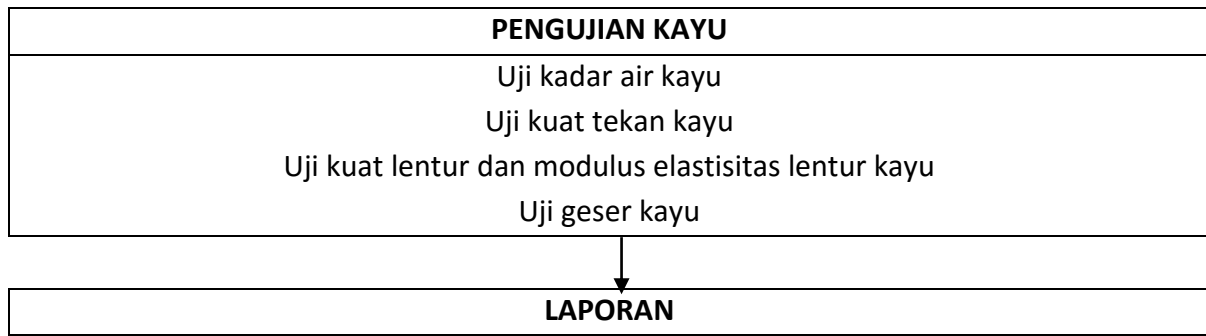 PENGUJIAN KAYU
Uji kadar air kayu
Uji kuat tekan kayu
Uji kuat lentur dan modulus elastisitas lentur kayu
Uji geser kayu
LAPORAN